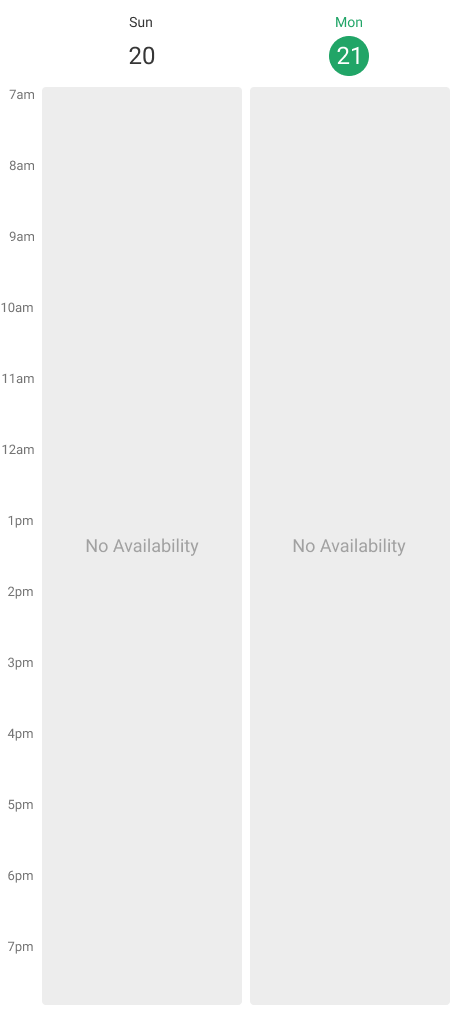 Sun
Mon
20
21
7am
8am
9am
10am
11am
12am
1pm
No Availability
No Availability
2pm
3pm
4pm
5pm
6pm
7pm